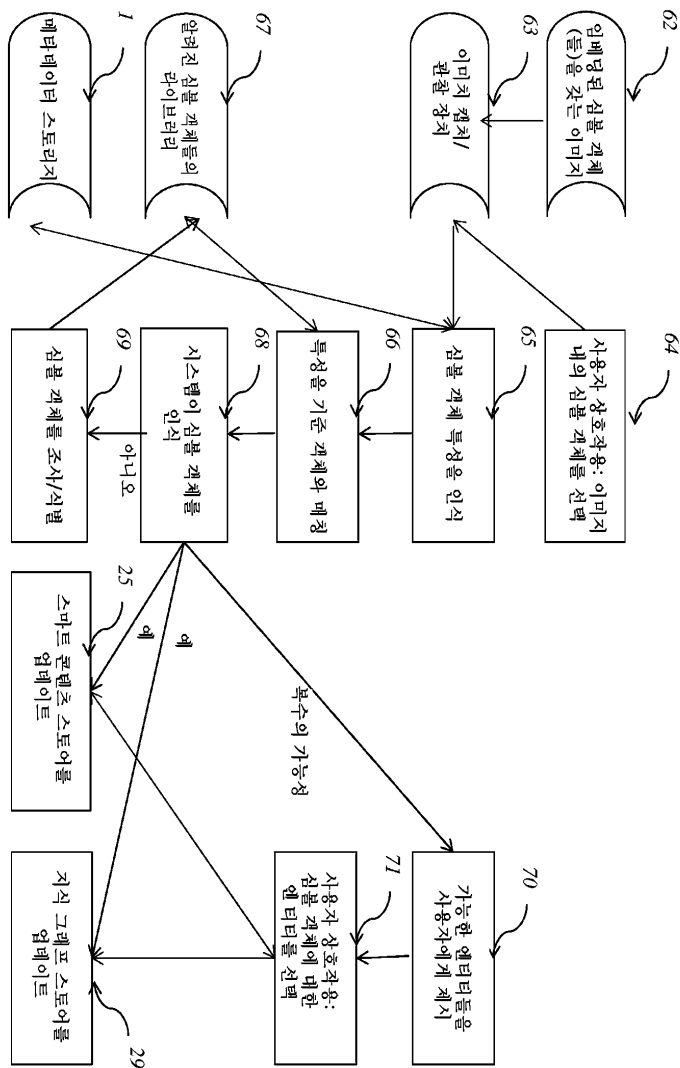 62
임베딩된 심볼 객체
(들)을 갖는 이미지
63
이미지 캡처/
관찰 장치
67
알려진 심볼 객체들의
라이브러리
1
메타데이터 스토리지
64
사용자 상호작용: 이미지
내의 심볼 객체를 선택
65
심볼 객체 특성을 인식
66
특성을 기준 객체와 매칭
68
시스템이 심볼 객체를
인식
아니오
69
심볼 객체를 조사/식별
예
예
복수의 가능성
70
가능한 엔티티들을
사용자에게 제시
71
사용자 상호작용:
심볼 객체에 대한
엔티티를 선택
25
스마트 콘텐츠 스토어를
업데이트
29
지식 그래프 스토어를
업데이트